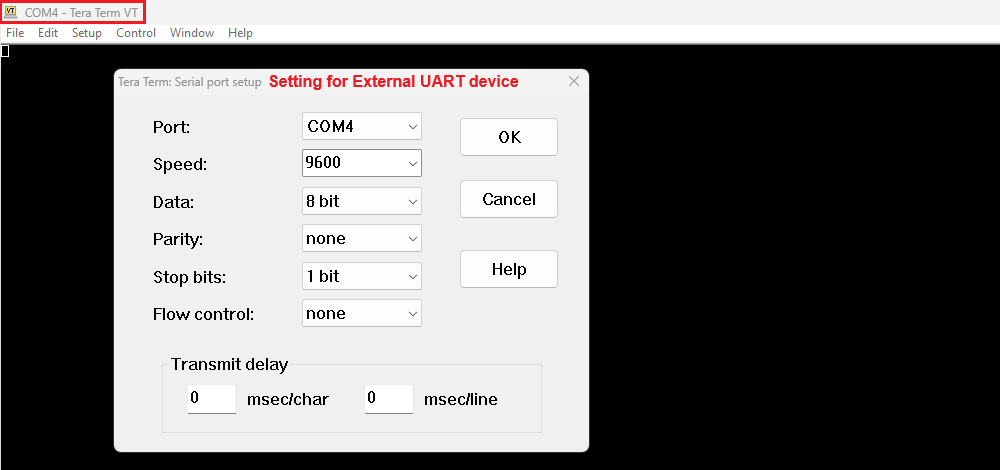 VT COM4 - Tera Term VT
File Edit Setup Control Window Help
Tera Term: Serial port setup Setting for External UART device
Port: COM4 OK
Speed: 9600
Data: 8 bit Cancel
Parity: none
Stop bits: 1 bit Help
Flow control: none
Transmit delay
0 msec/char 0 msec/line